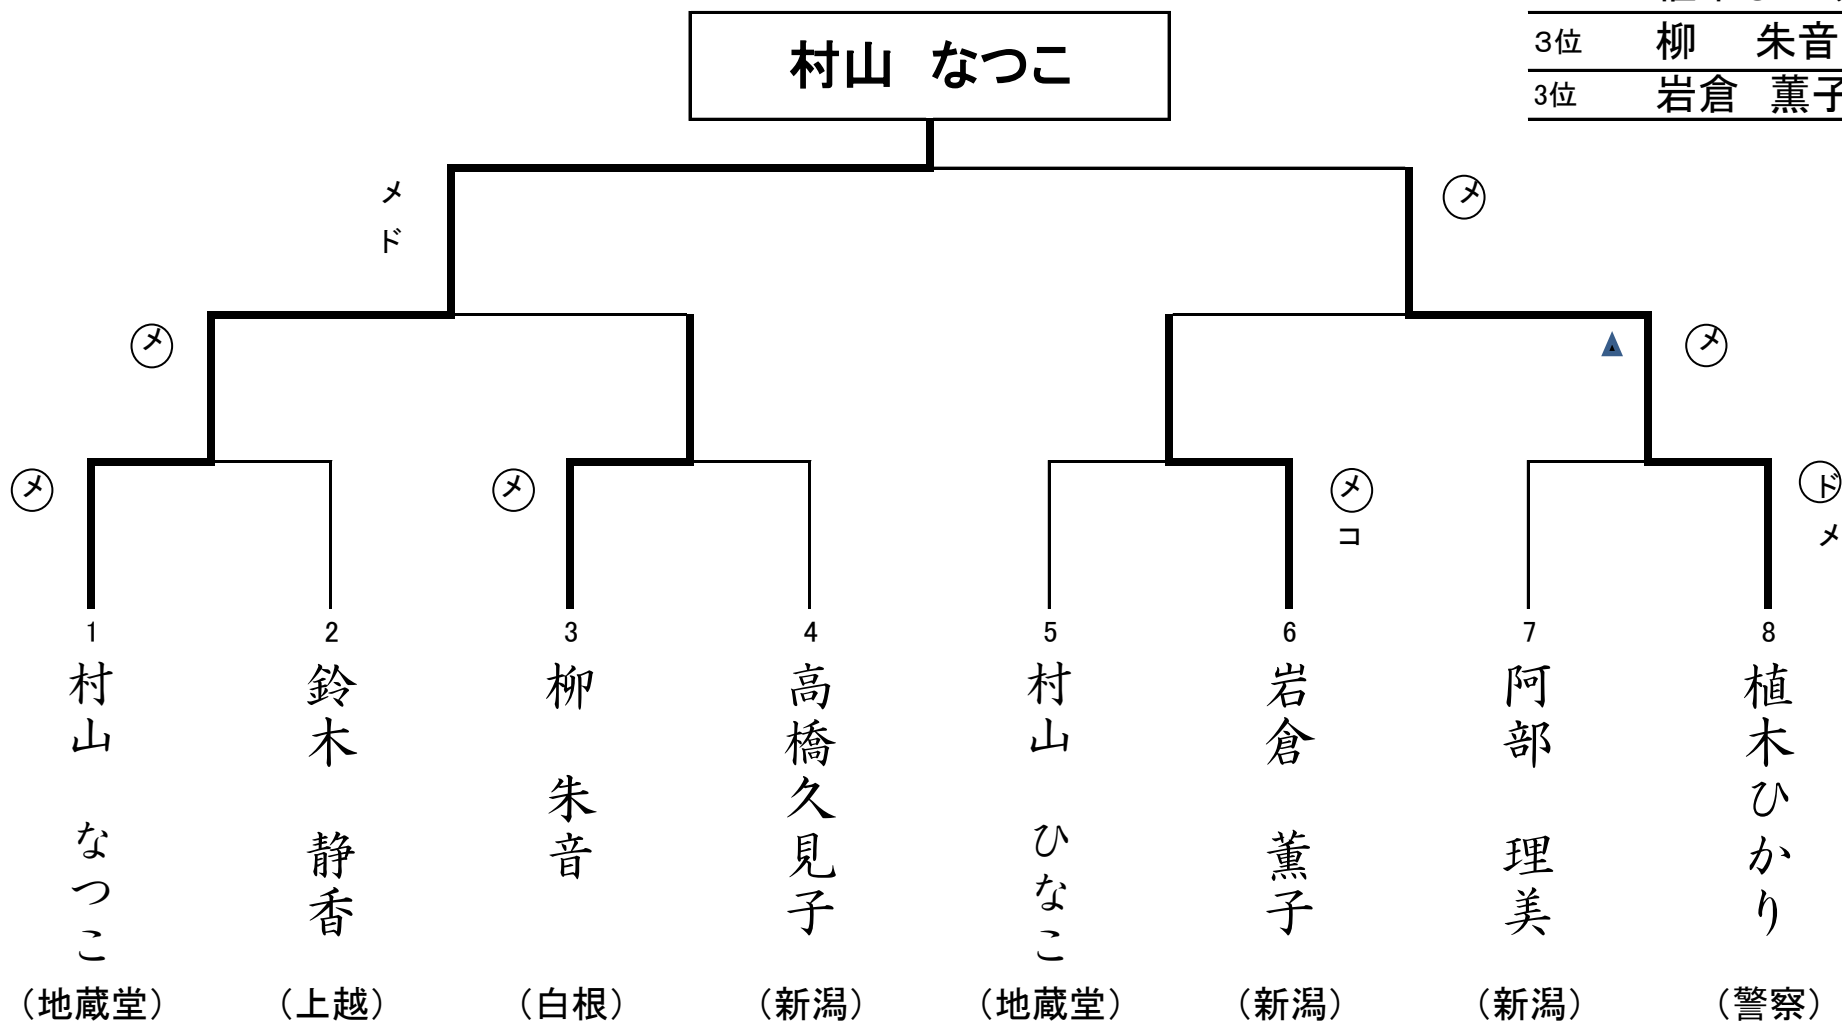 村山 なつこ
3位 柳 朱音
3位 岩倉 薫子
メ
ド
メ
メ
メ
メ
メ
メ
コ
ド
メ
1 2 3 4 5 6 7 8
村山 なつこ
鈴木 静香
柳 朱音
高橋久見子
村山 ひなこ
岩倉 薫子
阿部 理美
植木ひかり
(地蔵堂) (上越) (白根) (新潟) (地蔵堂) (新潟) (新潟) (警察)